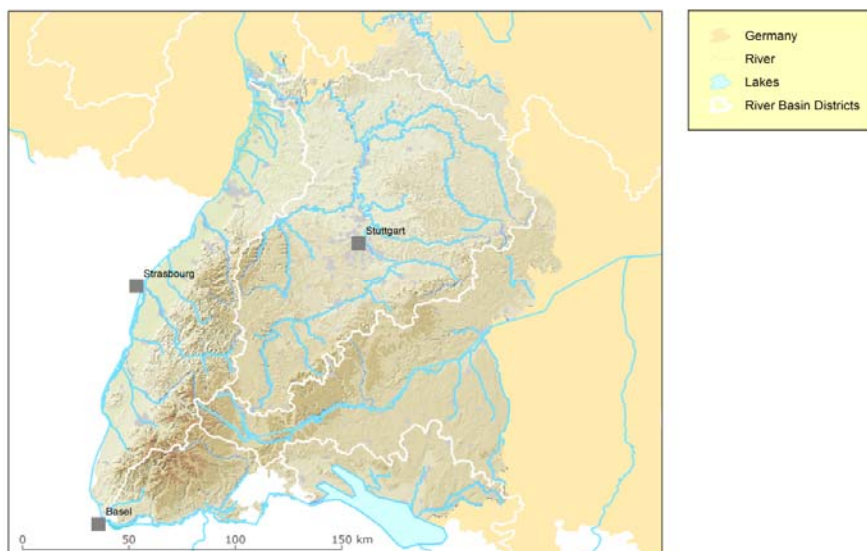 Germany
River
Lakes
River Basin Districts
Stuttgart
Strasbourg
Basel
0 50 100 150 km